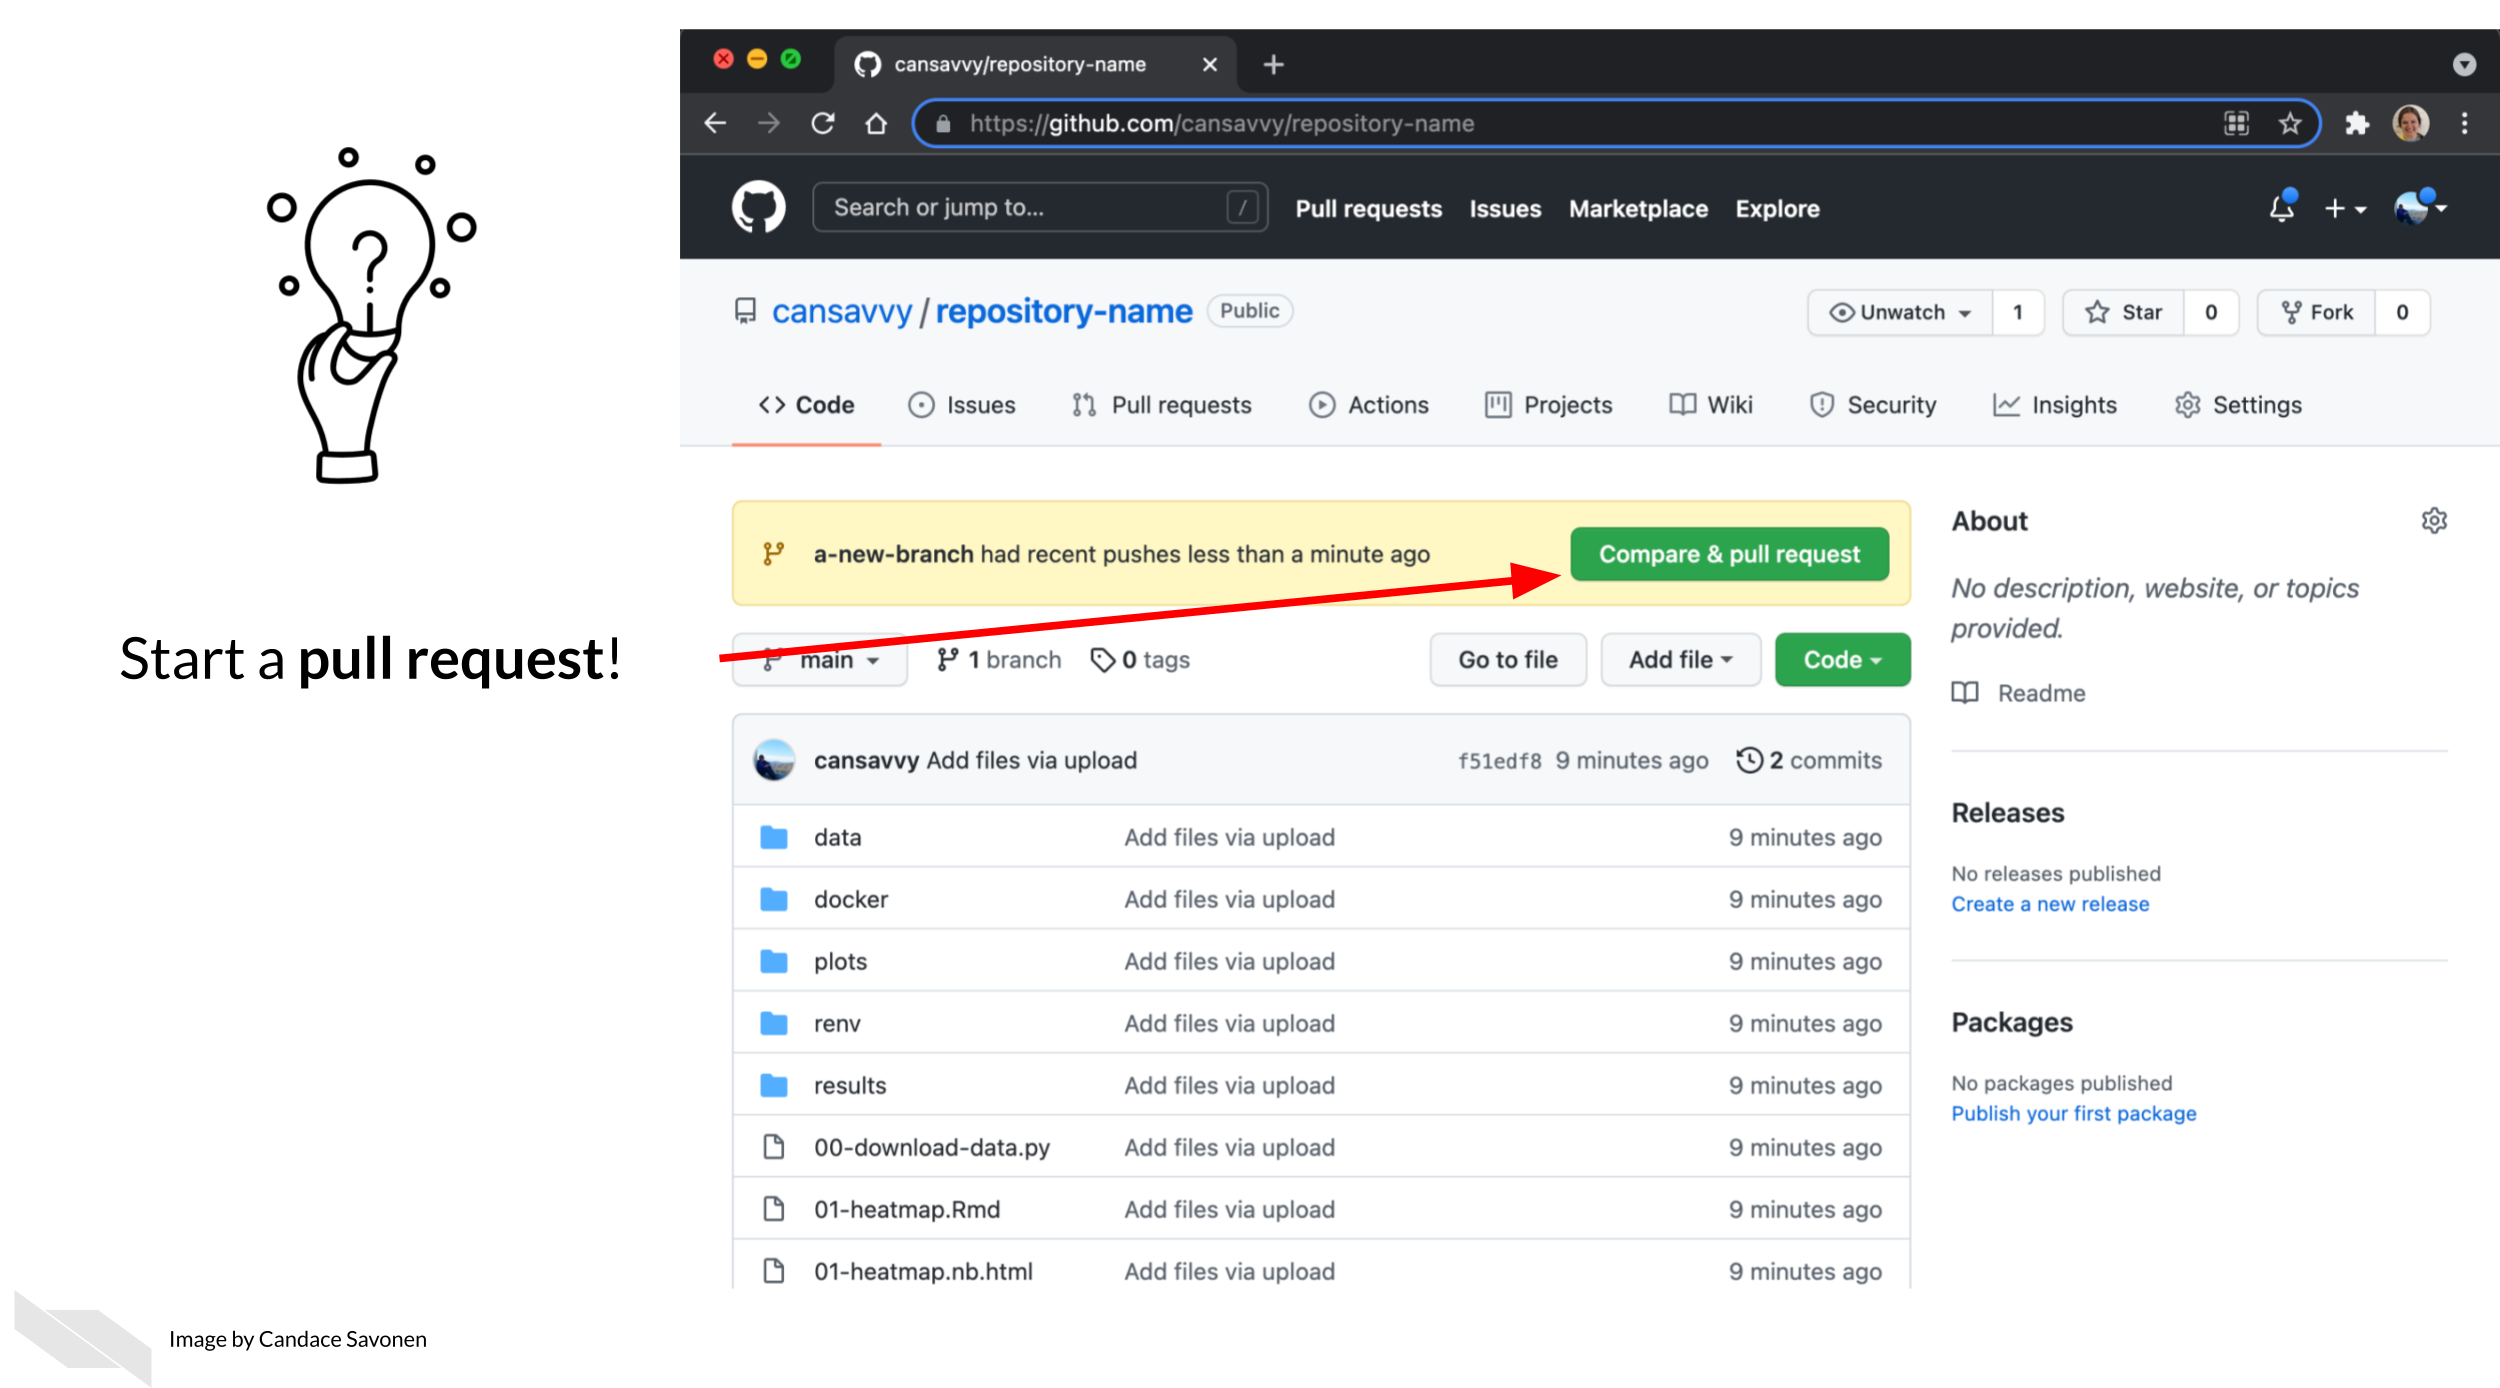 Start a pull request!
cansavvy/repository-name
https://github.com/cansavvy/repository-name
Search or jump to... / Pull requests Issues Marketplace Explore
cansavvy / repository-name Public Unwatch 1 Star 0 Fork 0
Code Issues Pull requests Actions Projects Wiki Security Insights Settings
a-new-branch had recent pushes less than a minute ago Compare & pull request
main 1 branch 0 tags Go to file Add file Code
cansavvy Add files via upload f51edf8 9 minutes ago 2 commits
data Add files via upload 9 minutes ago
docker Add files via upload 9 minutes ago
plots Add files via upload 9 minutes ago
renv Add files via upload 9 minutes ago
results Add files via upload 9 minutes ago
00-download-data.py Add files via upload 9 minutes ago
01-heatmap.Rmd Add files via upload 9 minutes ago
01-heatmap.nb.html Add files via upload 9 minutes ago
About
No description, website, or topics
provided.
Readme
Releases
No releases published
Create a new release
Packages
No packages published
Publish your first package
Image by Candace Savonen